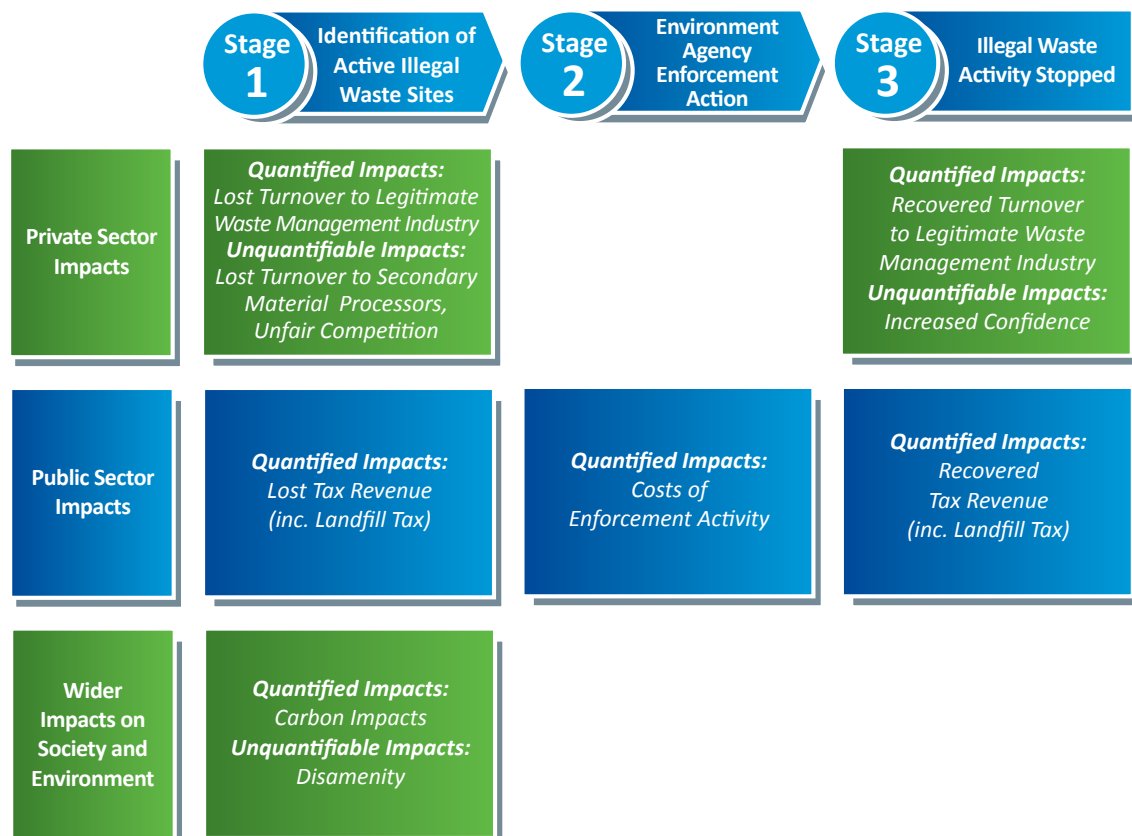 Stage
1
Identification of
Active Illegal
Waste Sites
Stage
2
Environment
Agency
Enforcement
Action
Stage
3
Illegal Waste
Activity Stopped
Private Sector
Impacts
Quantified Impacts:
Lost Turnover to Legitimate
Waste Management Industry
Unquantifiable Impacts:
Lost Turnover to Secondary
Material Processors,
Unfair Competition
Quantified Impacts:
Recovered Turnover
to Legitimate Waste
Management Industry
Unquantifiable Impacts:
Increased Confidence
Public Sector
Impacts
Quantified Impacts:
Lost Tax Revenue
(inc. Landfill Tax)
Quantified Impacts:
Costs of
Enforcement Activity
Quantified Impacts:
Recovered
Tax Revenue
(inc. Landfill Tax)
Wider
Impacts on
Society and
Environment
Quantified Impacts:
Carbon Impacts
Unquantifiable Impacts:
Disamenity